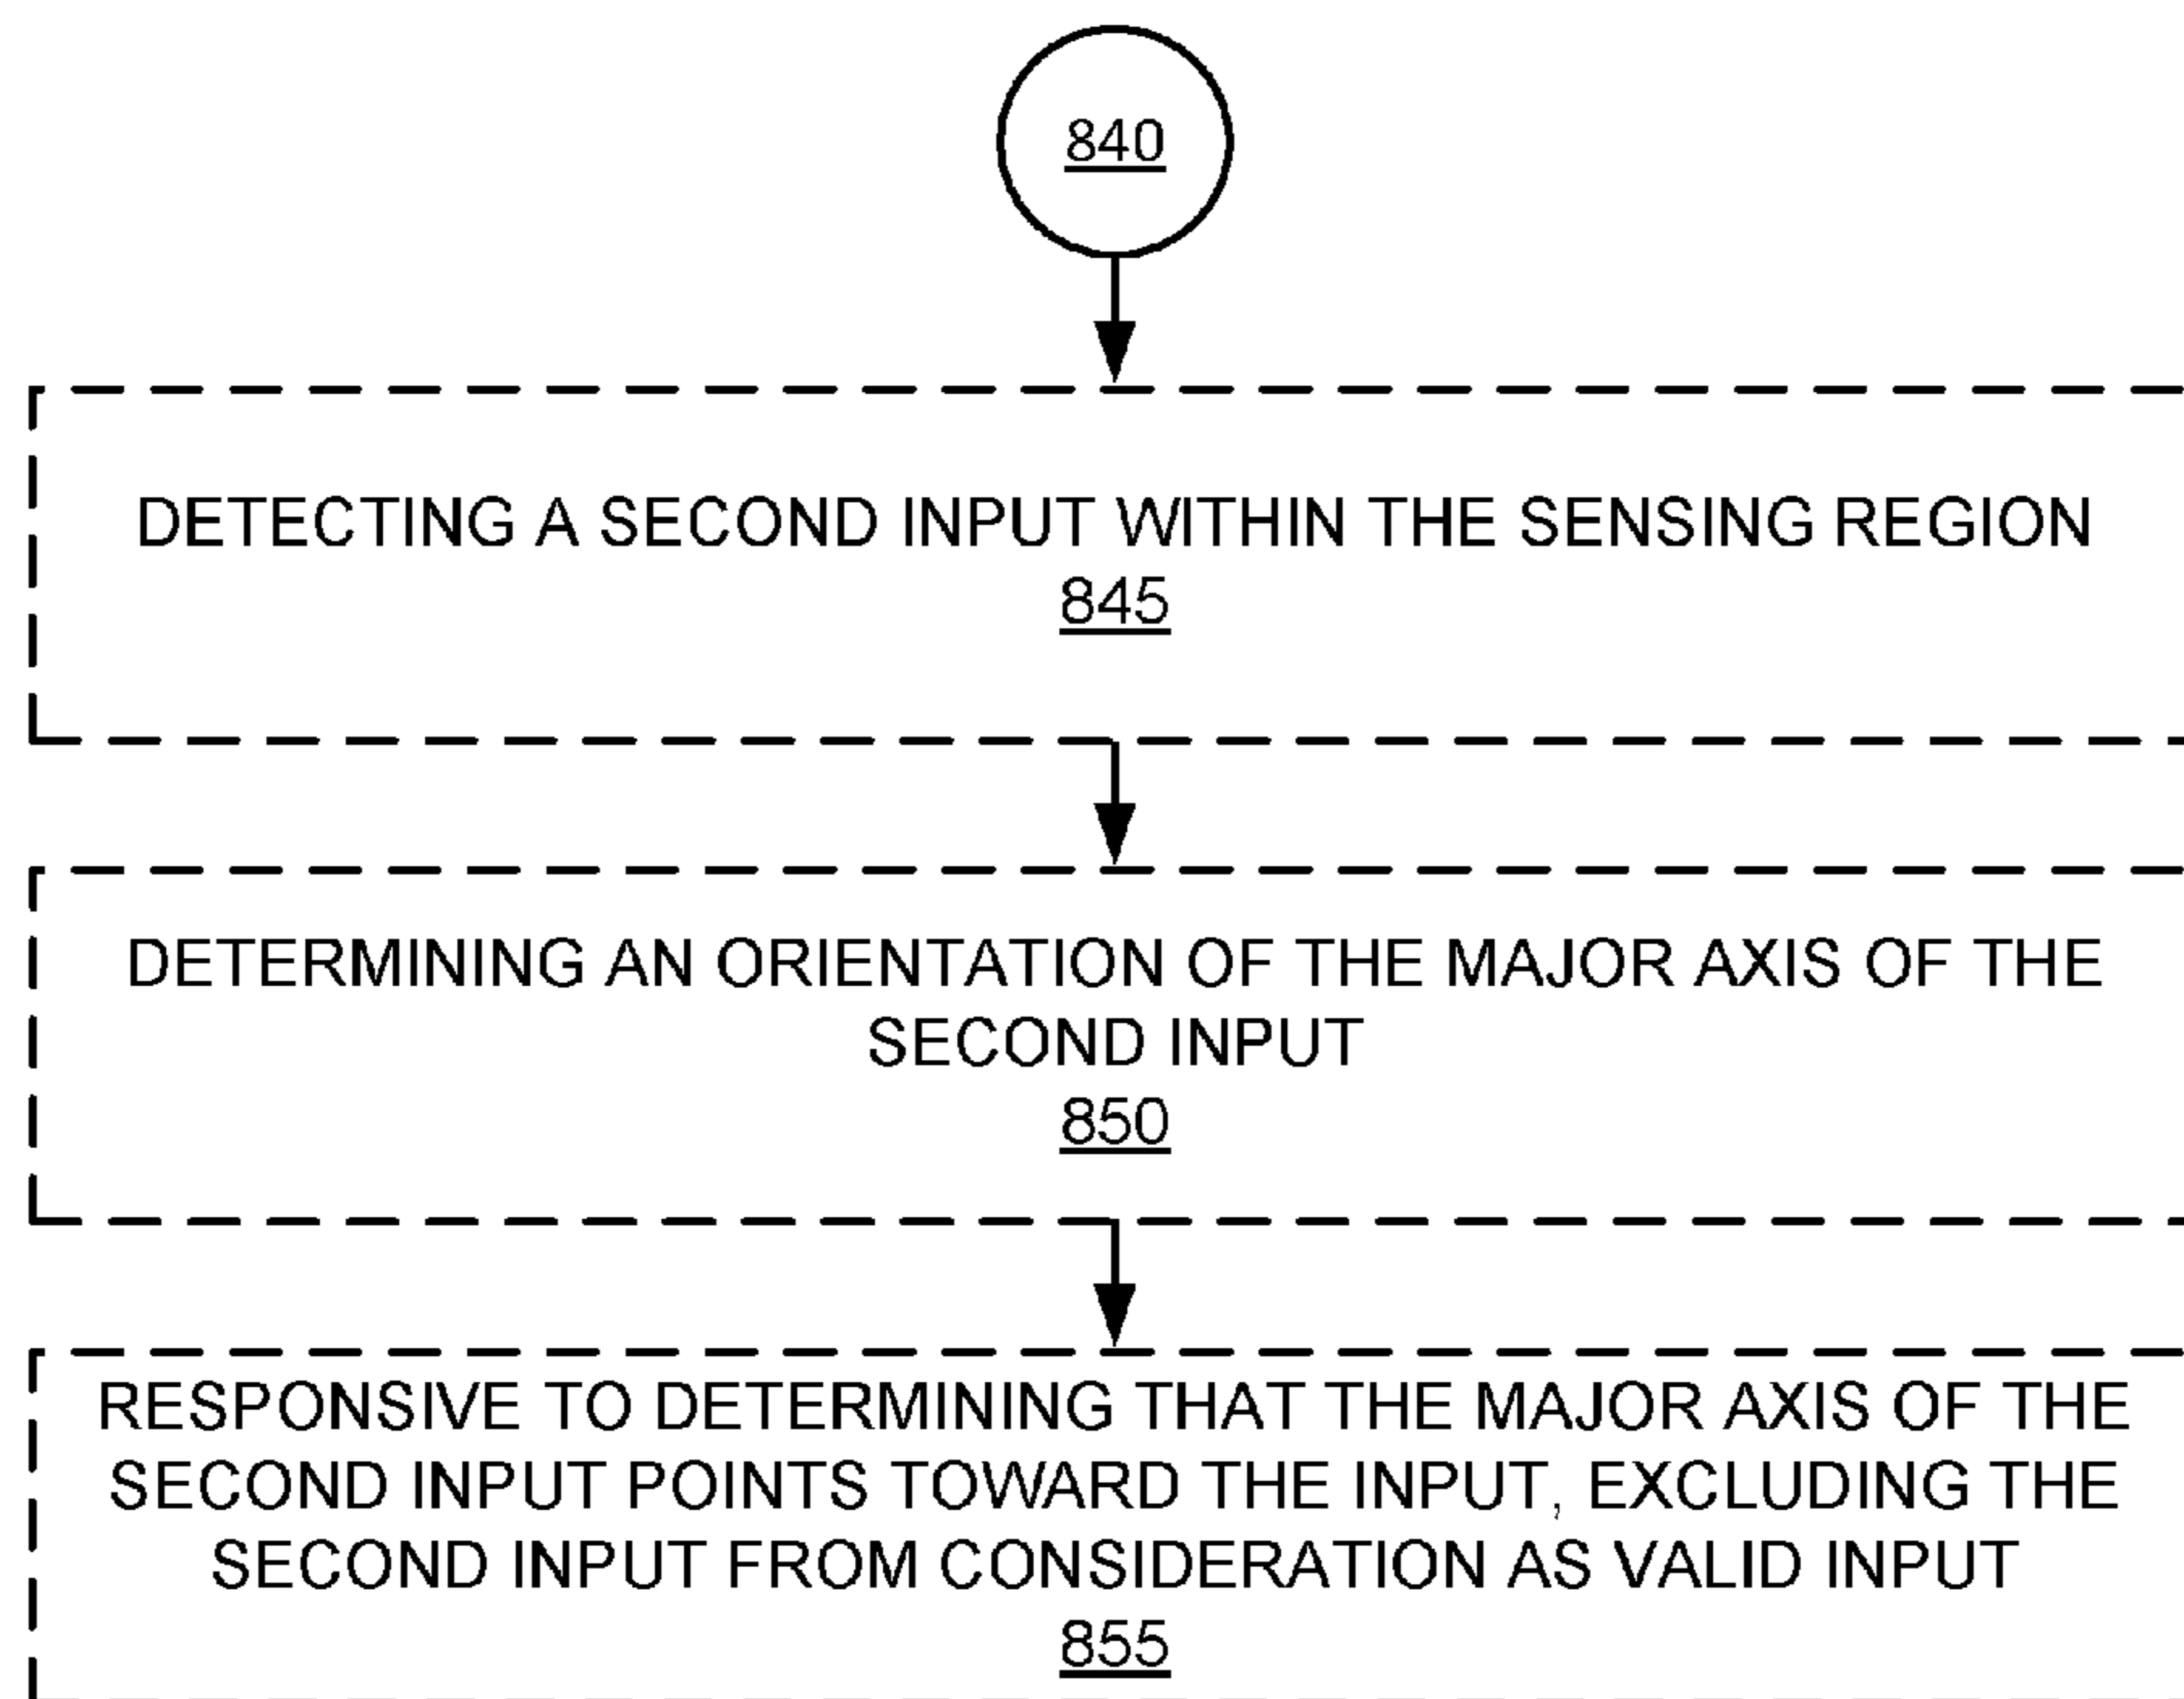 840
DETECTING A SECOND INPUT WITHIN THE SENSING REGION
845
DETERMINING AN ORIENTATION OF THE MAJOR AXIS OF THE
SECOND INPUT
850
RESPONSIVE TO DETERMINING THAT THE MAJOR AXIS OF THE
SECOND INPUT POINTS TOWARD THE INPUT, EXCLUDING THE
SECOND INPUT FROM CONSIDERATION AS VALID INPUT
855